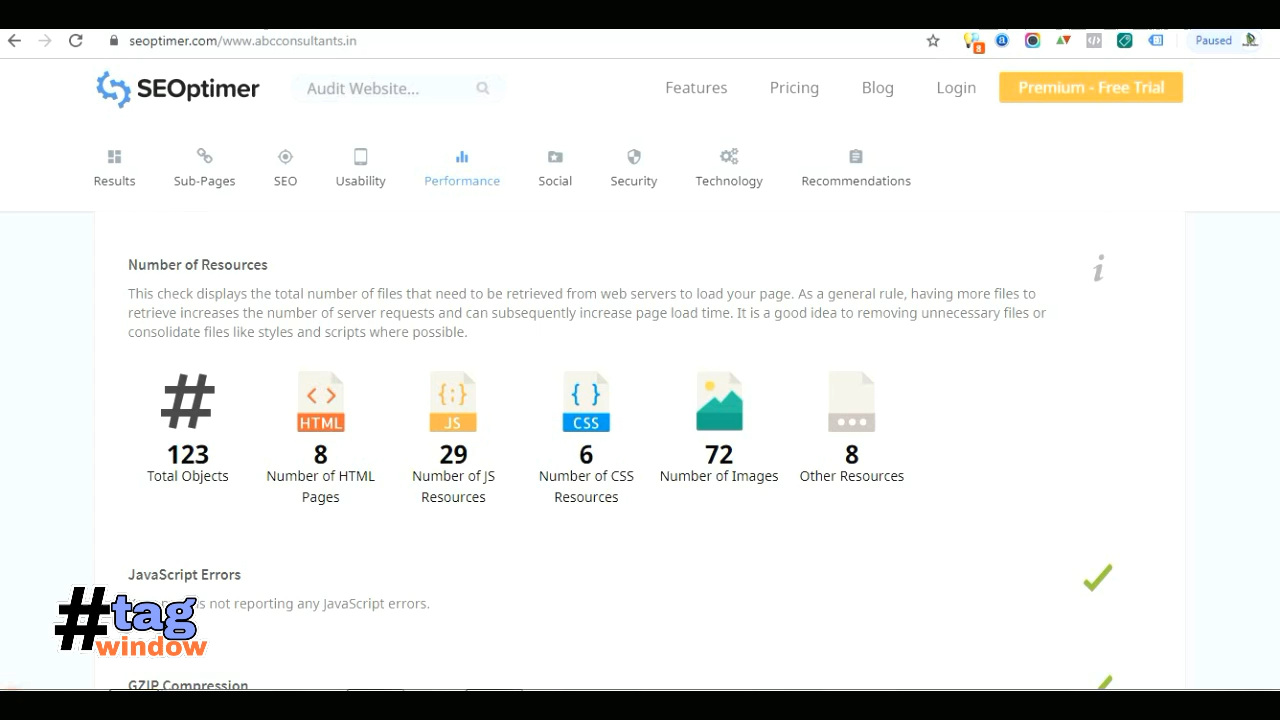 seoptimer.com/www.abcconsultants.in
8
Paused
SEOptimer
Audit Website...
Features
Pricing
Blog
Login
Premium - Free Trial
Results
Sub-Pages
SEO
Usability
Performance
Social
Security
Technology
Recommendations
Number of Resources
This check displays the total number of files that need to be retrieved from web servers to load your page. As a general rule, having more files to
retrieve increases the number of server requests and can subsequently increase page load time. It is a good idea to removing unnecessary files or
consolidate files like styles and scripts where possible.
HTML
JS
CSS
123
Total Objects
8
Number of HTML
Pages
29
Number of JS
Resources
6
Number of CSS
Resources
72
Number of Images
8
Other Resources
JavaScript Errors
is not reporting any JavaScript errors.
#tag
window
GZIP Compression